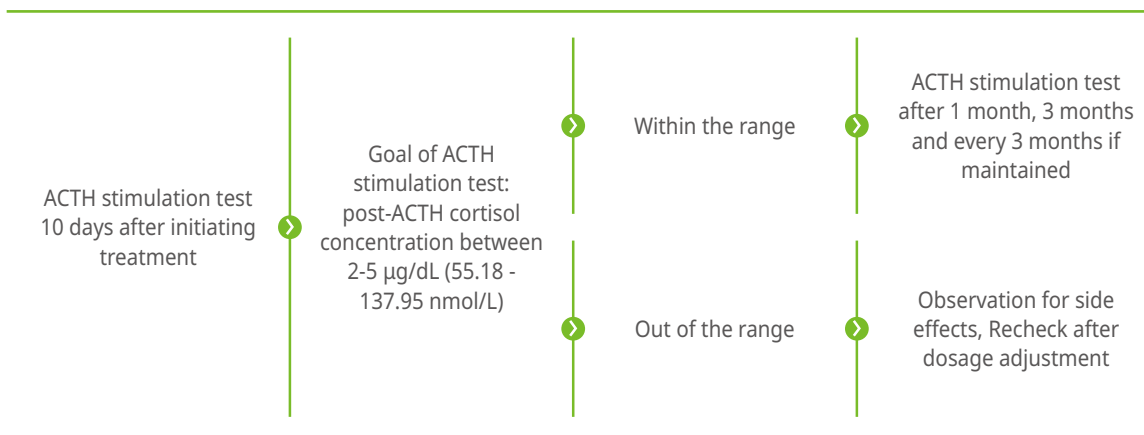 ACTH stimulation test
10 days after initiating
treatment
Goal of ACTH
stimulation test:
post-ACTH cortisol
concentration between
2-5 µg/dL (55.18 -
137.95 nmol/L)
Within the range
ACTH stimulation test
after 1 month, 3 months
and every 3 months if
maintained
Out of the range
Observation for side
effects, Recheck after
dosage adjustment